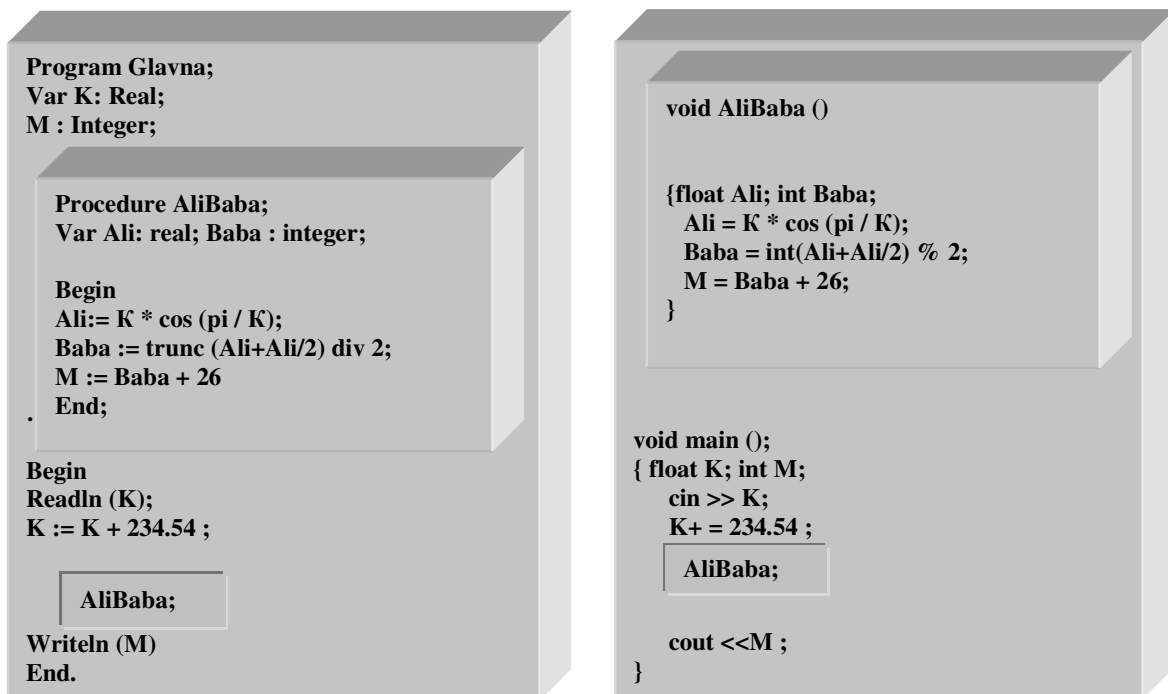 Program Glavna;
Var K: Real;
M : Integer;
Procedure AliBaba;
Var Ali: real; Baba : integer;
Begin
Ali:= К * cos (pi / К);
Baba := trunc (Ali+Ali/2) div 2;
M := Baba + 26
End;
.
Begin
Readln (K);
K := K + 234.54 ;
AliBaba;
Writeln (M)
End.
void AliBaba ()
{float Ali; int Baba;
Ali = К * cos (pi / К);
Baba = int(Ali+Ali/2) % 2;
M = Baba + 26;
}
void main ();
{ float K; int M;
cin >> K;
K+ = 234.54 ;
AliBaba;
cout <<M ;
}